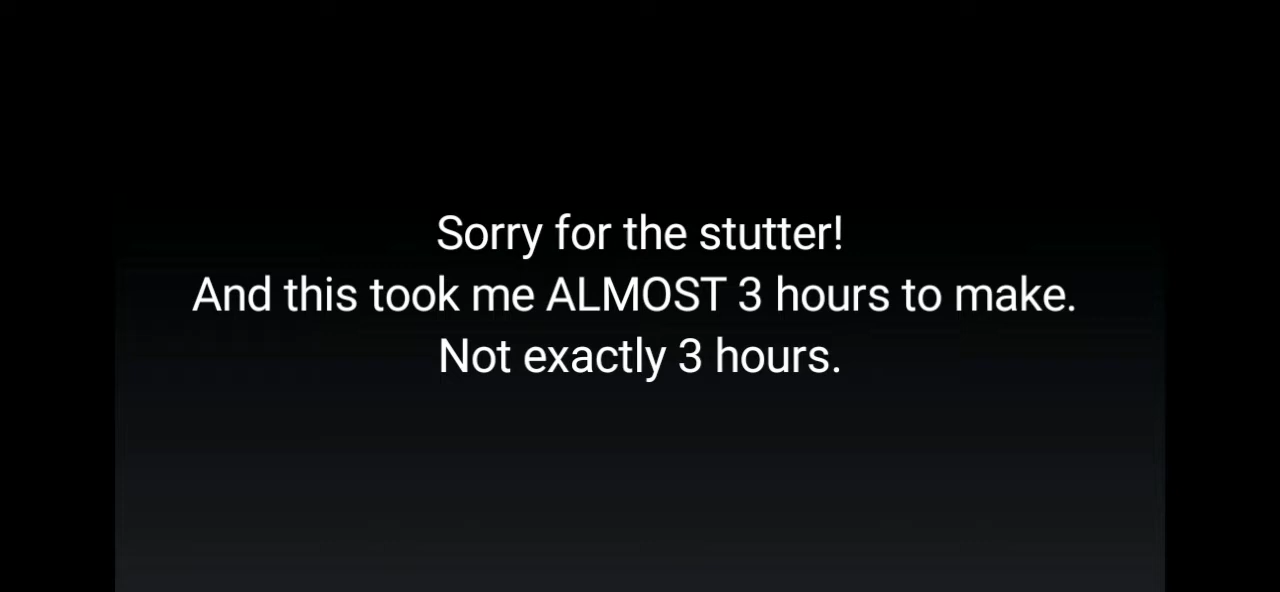 Sorry for the stutter!
And this took me ALMOST 3 hours to make.
Not exactly 3 hours.